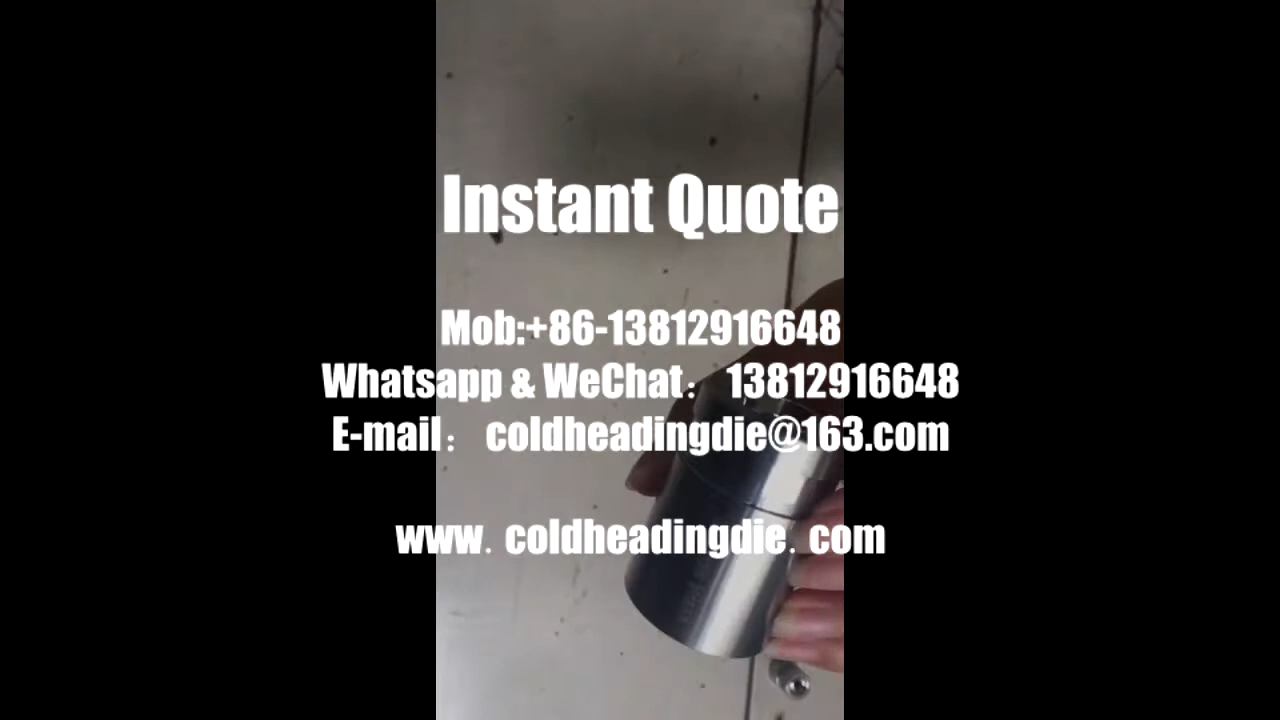 Instant Quote
Mob:+86-13812916648
Whatsapp & WeChat： 13812916648
E-mail： coldheadingdie@163.com
www. coldheadingdie. com